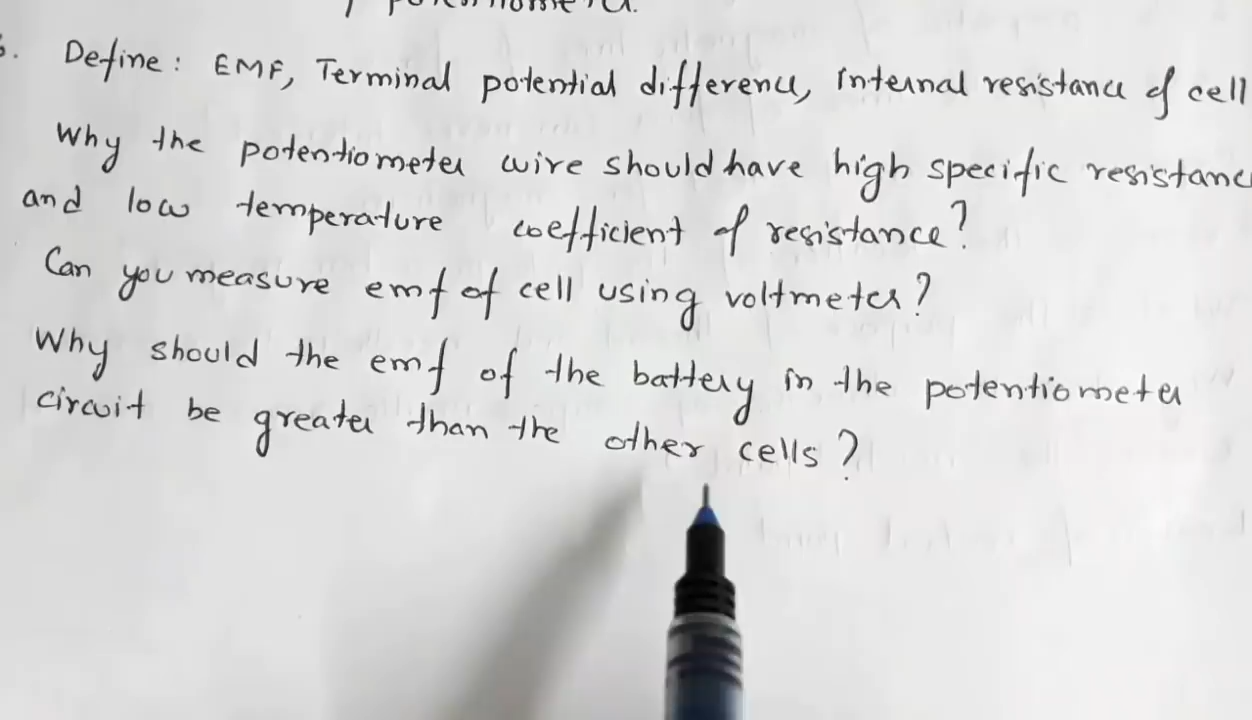 Define: EMF, Terminal potential difference, internal resistance of cell
Why the potentiometer wire should have high specific resistance
and low temperature coefficient of resistance?
Can you measure emf of cell using voltmeter?
Why should the emf of the battery in the potentiometer
circuit be greater than the other cells?